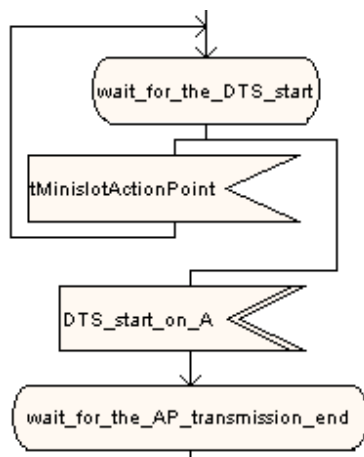 wait_for_the_DTS_start
tMinislotActionPoint
DTS_start_on_A
wait_for_the_AP_transmission_end